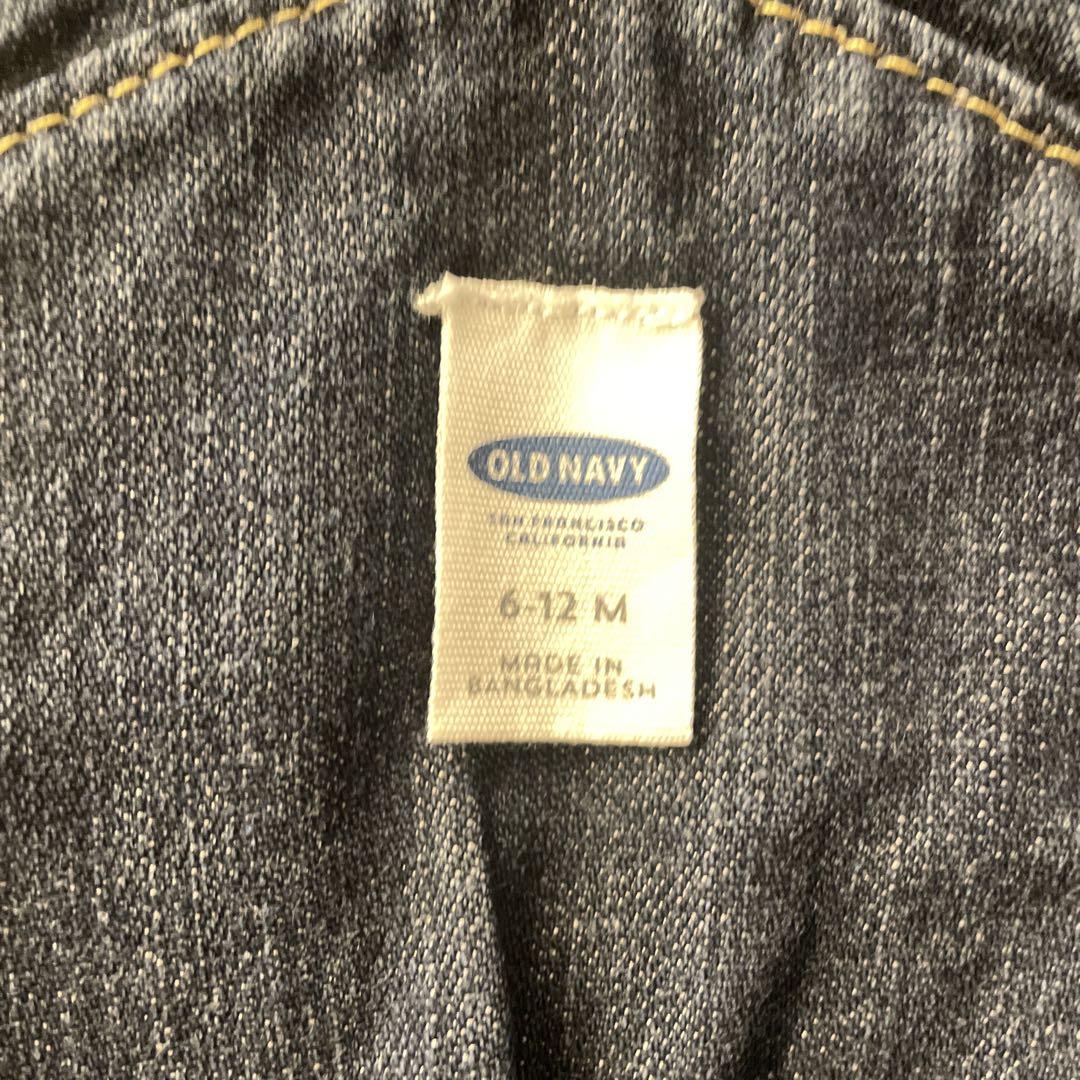 OLD NAVY
SAN FRANCISCO
CALIFORNIA
6-12 M
MADE IN
BANGLADESH